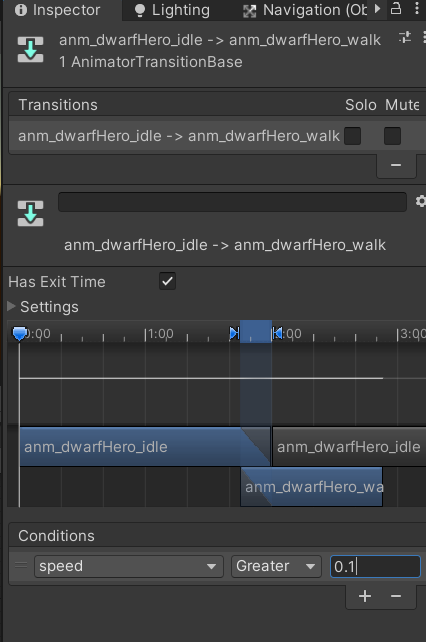 Inspector Lighting Navigation (Ob
anm_dwarfHero_idle -> anm_dwarfHero_walk
1 AnimatorTransitionBase
Transitions Solo Mute
anm_dwarfHero_idle -> anm_dwarfHero_walk
anm_dwarfHero_idle -> anm_dwarfHero_walk
Has Exit Time
Settings
0:00 1:00 2:00 3:00
anm_dwarfHero_idle anm_dwarfHero_idle
anm_dwarfHero_wa
Conditions
speed Greater 0.1